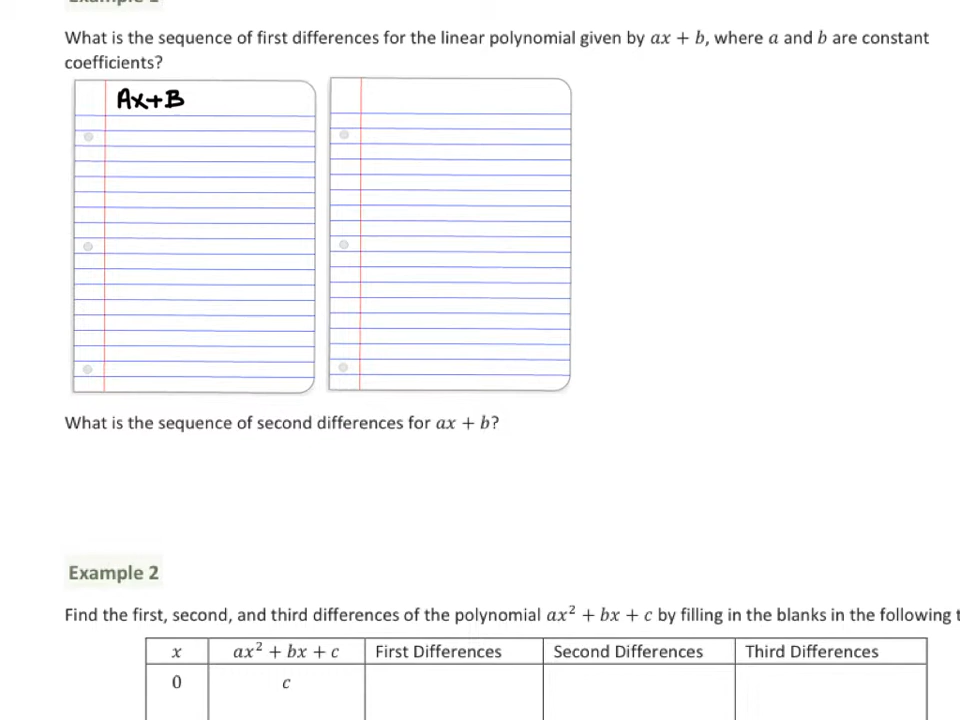 What is the sequence of first differences for the linear polynomial given by ax + b, where a and b are constant
coefficients?
Ax+B
What is the sequence of second differences for ax + b?
Example 2
Find the first, second, and third differences of the polynomial ax² + bx + c by filling in the blanks in the following
x ax² + bx + c First Differences Second Differences Third Differences
0 c